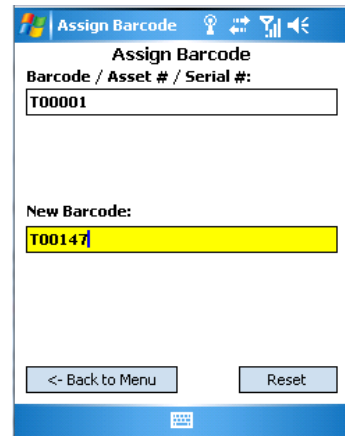 Assign Barcode
Assign Barcode
Barcode / Asset # / Serial #:
T00001
New Barcode:
T00147
<- Back to Menu
Reset